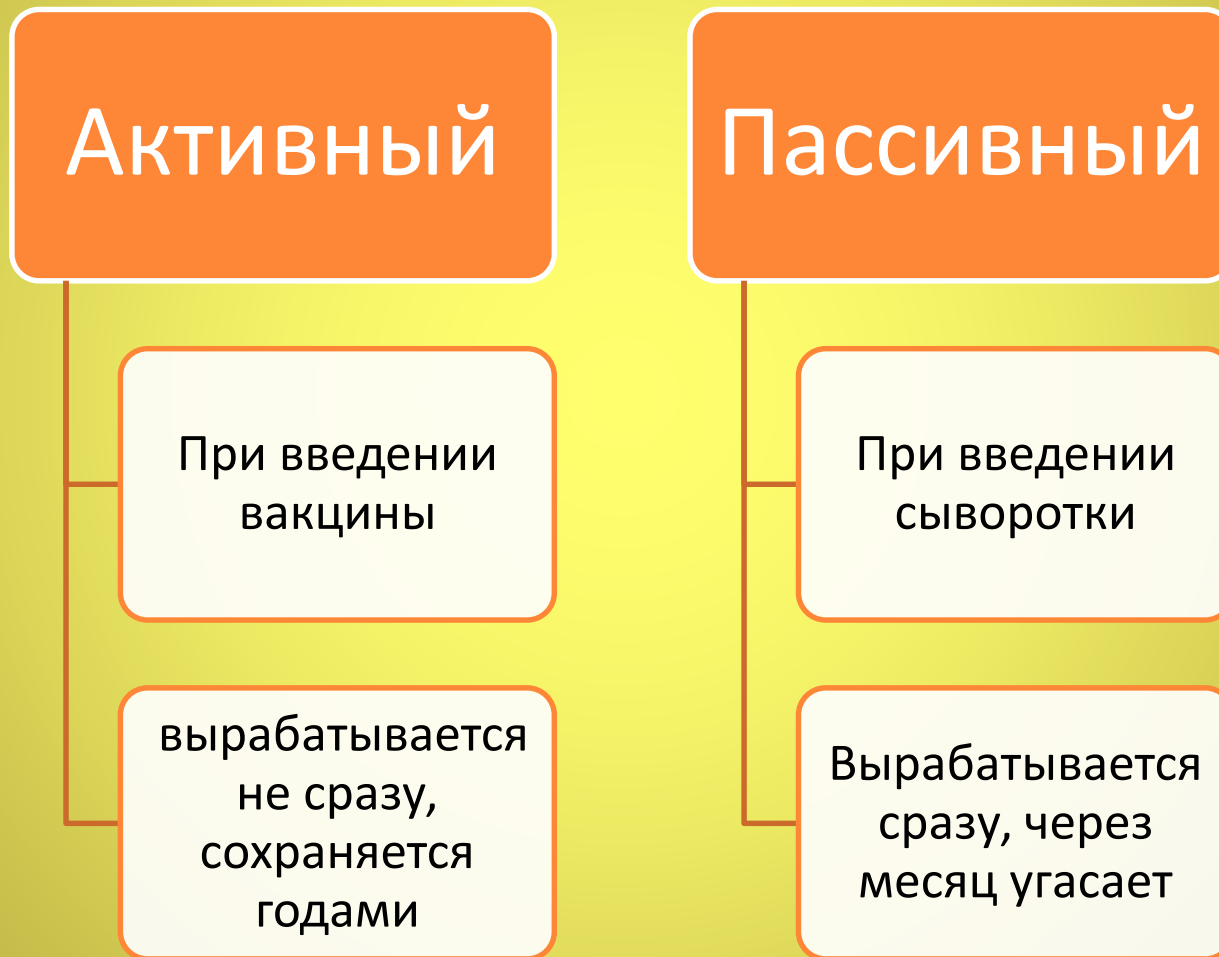 Активный
При введении
вакцины
вырабатывается
не сразу,
сохраняется
годами
Пассивный
При введении
сыворотки
Вырабатывается
сразу, через
месяц угасает